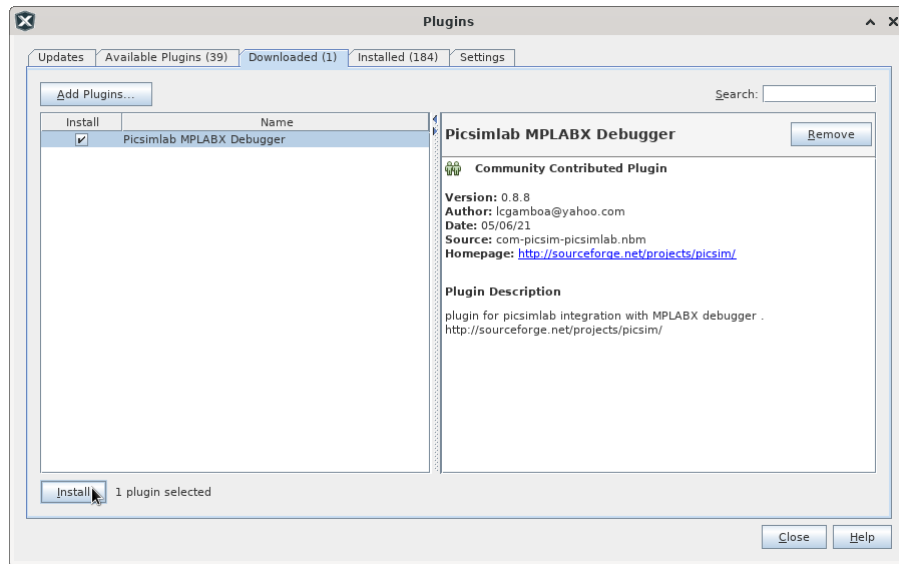 Plugins
Updates
Available Plugins (39)
Downloaded (1)
Installed (184)
Settings
Add Plugins...
Search:
Install
Name
Picsimlab MPLABX Debugger
Picsimlab MPLABX Debugger
Remove
Community Contributed Plugin
Version: 0.8.8
Author: lcgamboa@yahoo.com
Date: 05/06/21
Source: com-picsim-picsimlab.nbm
Homepage: http://sourceforge.net/projects/picsim/
Plugin Description
plugin for picsimlab integration with MPLABX debugger .
http://sourceforge.net/projects/picsim/
Install
1 plugin selected
Close
Help